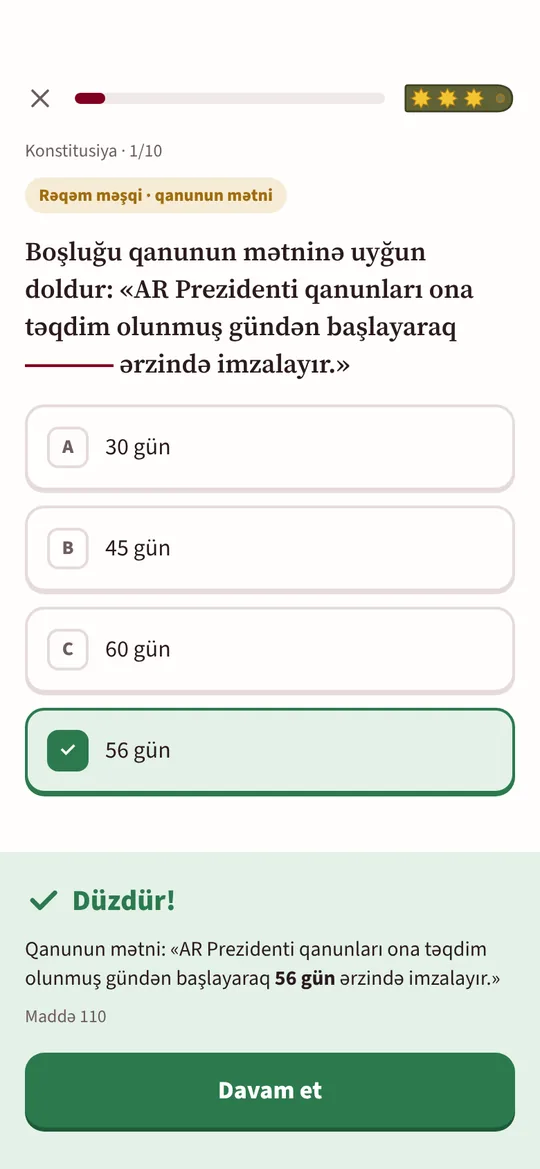 Konstitusiya · 1/10
Rəqəm məşqi · qanunun mətni
Boşluğu qanunun mətninə uyğun
doldur: «AR Prezidenti qanunları ona
təqdim olunmuş gündən başlayaraq
ərzində imzalayır.»
A 30 gün
B 45 gün
C 60 gün
56 gün
Düzdür!
Qanunun mətni: «AR Prezidenti qanunları ona təqdim
olunmuş gündən başlayaraq 56 gün ərzində imzalayır.»
Maddə 110
Davam et